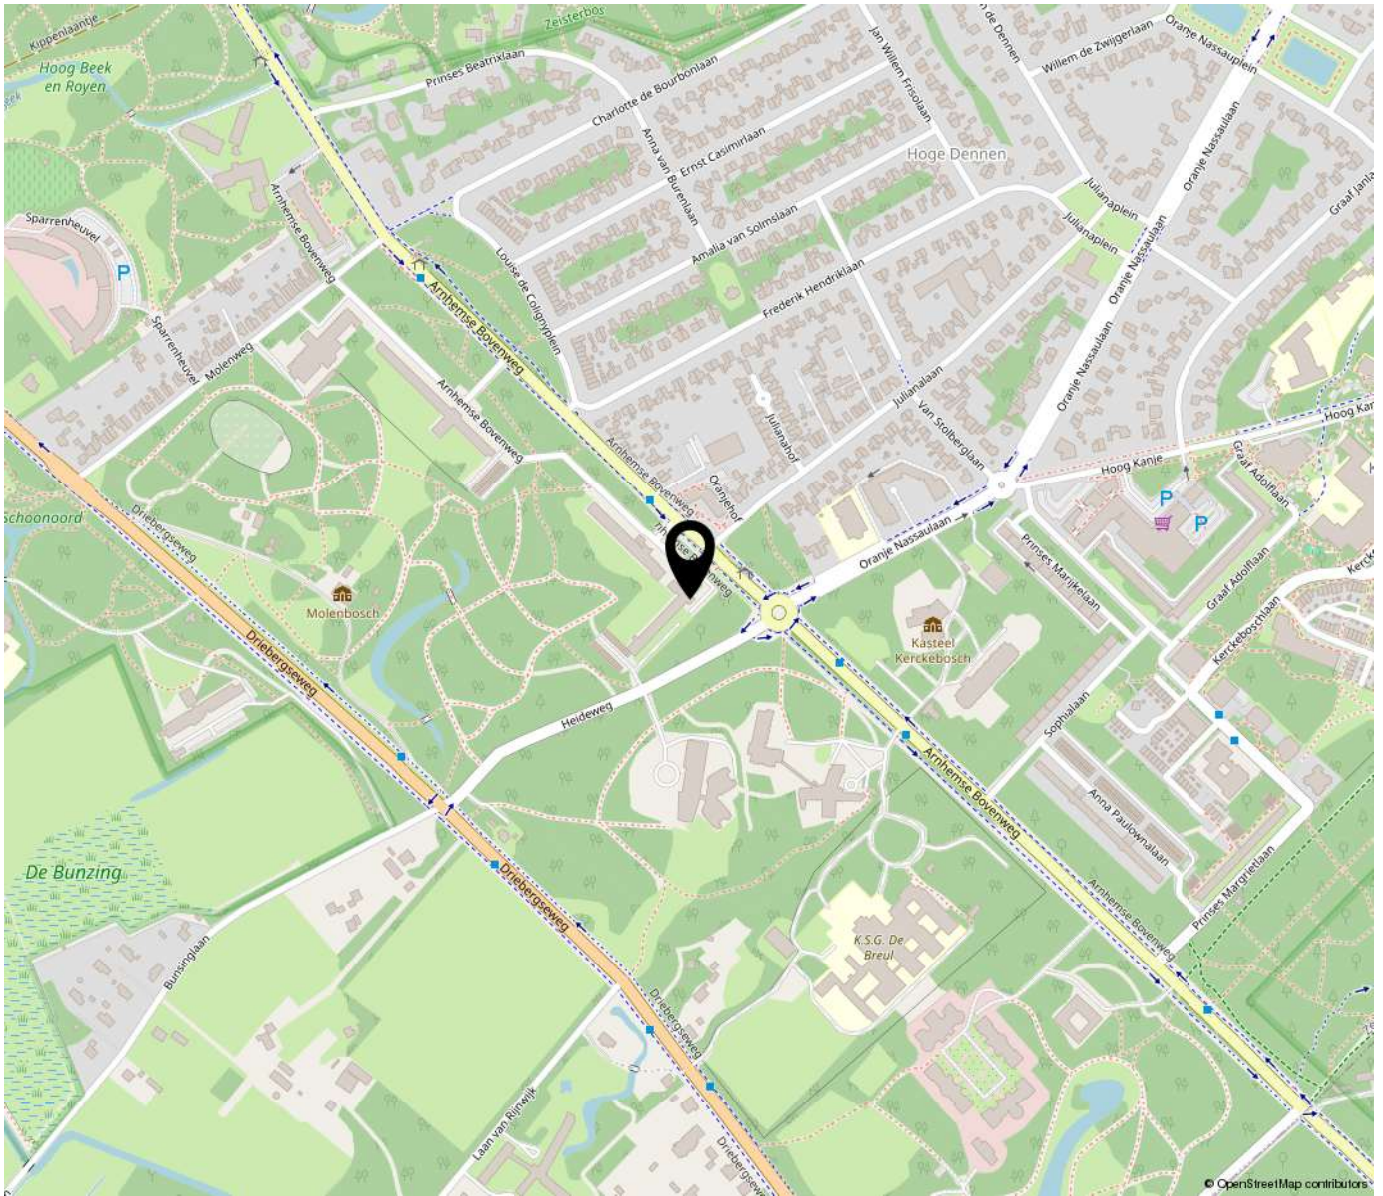 Kippenlaantje
Zeisterbos
Hoog Beek
en Royen
Prinses Beatrixlaan
Charlotte de Bourbonlaan
Jan Willem Frisolaan
de Dennen
Willem de Zwijgerlaan
Oranje Nassauplein
Oranje Nassaulaan
Anna van Burenlaan
Ernst Casimirlaan
Hoge Dennen
Julianaplein
Julianaplein
Oranje Nassaulaan
Graaf Janla
Arnhemse Bovenweg
Sparrenheuvel
P
Louise de Colignyplein
Amalia van Solmslaan
Frederik Hendriklaan
Oranje Nassaulaan
Arnhemse Bovenweg
Sparrenheuvel
Molenweg
Arnhemse Bovenweg
Julianahof
Julianalaan
Van Stolberglaan
Oranje Nassaulaan
Hoog Kanje
Hoog Kan
Graaf Adolflaan
P
P
Arnhemse Bovenweg
Oranjehof
Oranje Nassaulaan
Schoonoord
Driebergseweg
Prinses Marijkelaan
Graaf Adolflaan
Kercke
Molenbosch
Kasteel
Kerckebosch
Kerckeboschlaan
Driebergseweg
Heideweg
Sophialaan
Arnhemse Bovenweg
Anna Paulownalaan
De Bunzing
Driebergseweg
Prinses Margrietlaan
Arnhemse Bovenweg
K.S.G. De
Breul
Bunsinglaan
Driebergseweg
Laan van Rijnwijk
Driebergseweg
© OpenStreetMap contributors